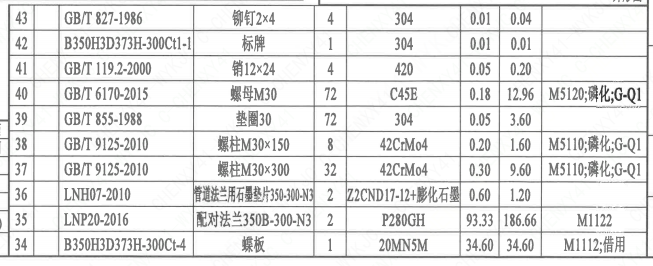 43 GB/T 827-1986 铆钉2×4 4 304 0.01 0.04
42 B350H3D373H-300Ct1-1 标牌 1 304 0.01 0.01
41 GB/T 119.2-2000 销12×24 4 420 0.05 0.20
40 GB/T 6170-2015 螺母M30 72 C45E 0.18 12.96 M5120;磷化;G-Q1
39 GB/T 855-1988 垫圈30 72 304 0.05 3.60
38 GB/T 9125-2010 螺柱M30×150 8 42CrMo4 0.20 1.60 M5110;磷化;G-Q1
37 GB/T 9125-2010 螺柱M30×300 32 42CrMo4 0.30 9.60 M5110;磷化;G-Q1
36 LNH07-2010 管道法兰用石墨垫片350-300-N3 2 Z2CND17-12+膨化石墨 0.60 1.20
35 LNP20-2016 配对法兰350B-300-N3 2 P280GH 93.33 186.66 M1122
34 B350H3D373H-300Ct-4 蝶板 1 20MN5M 34.60 34.60 M1112;借用